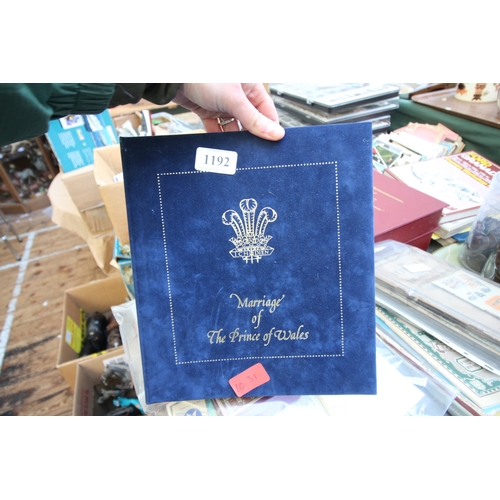 1192
Marriage
of
The Prince of Wales